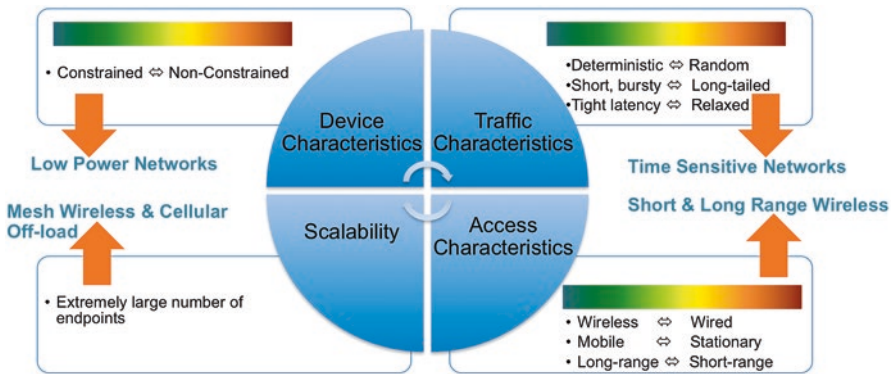 • Constrained ⇔ Non-Constrained
Low Power Networks
Device
Characteristics
Traffic
Characteristics
•Deterministic ⇔ Random
•Short, bursty ⇔ Long-tailed
•Tight latency ⇔ Relaxed
Time Sensitive Networks
Mesh Wireless & Cellular
Off-load
• Extremely large number of
endpoints
Scalability
Access
Characteristics
Short & Long Range Wireless
• Wireless ⇔ Wired
• Mobile ⇔ Stationary
• Long-range ⇔ Short-range